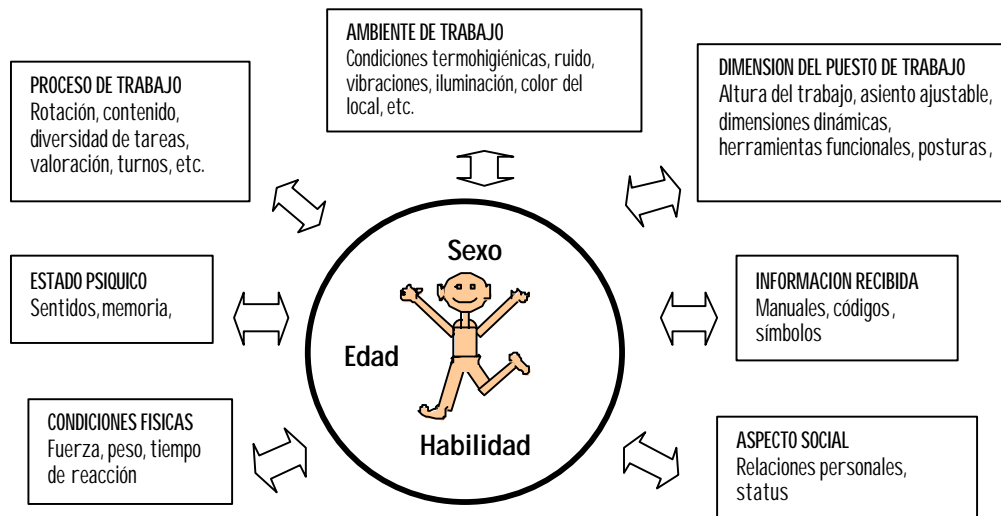 AMBIENTE DE TRABAJO
Condiciones termohigiénicas, ruido,
vibraciones, iluminación, color del
local, etc.
PROCESO DE TRABAJO
Rotación, contenido,
diversidad de tareas,
valoración, turnos, etc.
DIMENSION DEL PUESTO DE TRABAJO
Altura del trabajo, asiento ajustable,
dimensiones dinámicas,
herramientas funcionales, posturas,
Sexo
Edad
Habilidad
ESTADO PSIQUICO
Sentidos, memoria,
INFORMACION RECIBIDA
Manuales, códigos,
símbolos
CONDICIONES FISICAS
Fuerza, peso, tiempo
de reacción
ASPECTO SOCIAL
Relaciones personales,
status